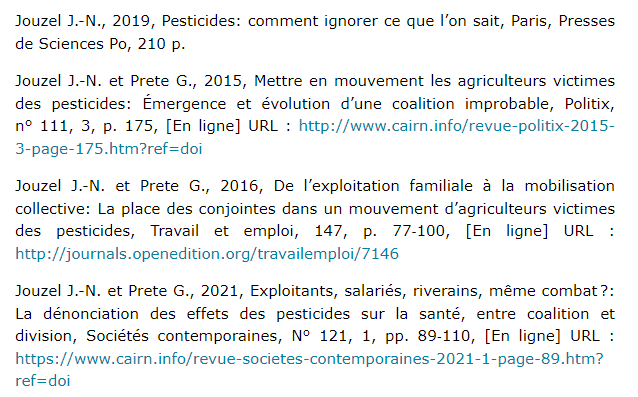 Jouzel J.-N., 2019, Pesticides: comment ignorer ce que l’on sait, Paris, Presses
de Sciences Po, 210 p.
Jouzel J.-N. et Prete G., 2015, Mettre en mouvement les agriculteurs victimes
des pesticides: Émergence et évolution d’une coalition improbable, Politix,
n° 111, 3, p. 175, [En ligne] URL : http://www.cairn.info/revue-politix-2015-
3-page-175.htm?ref=doi
Jouzel J.-N. et Prete G., 2016, De l’exploitation familiale à la mobilisation
collective: La place des conjointes dans un mouvement d’agriculteurs victimes
des pesticides, Travail et emploi, 147, p. 77-100, [En ligne] URL :
http://journals.openedition.org/travailemploi/7146
Jouzel J.-N. et Prete G., 2021, Exploitants, salariés, riverains, même combat?:
La dénonciation des effets des pesticides sur la santé, entre coalition et
division, Sociétés contemporaines, N° 121, 1, pp. 89-110, [En ligne] URL :
https://www.cairn.info/revue-societes-contemporaines-2021-1-page-89.htm?
ref=doi